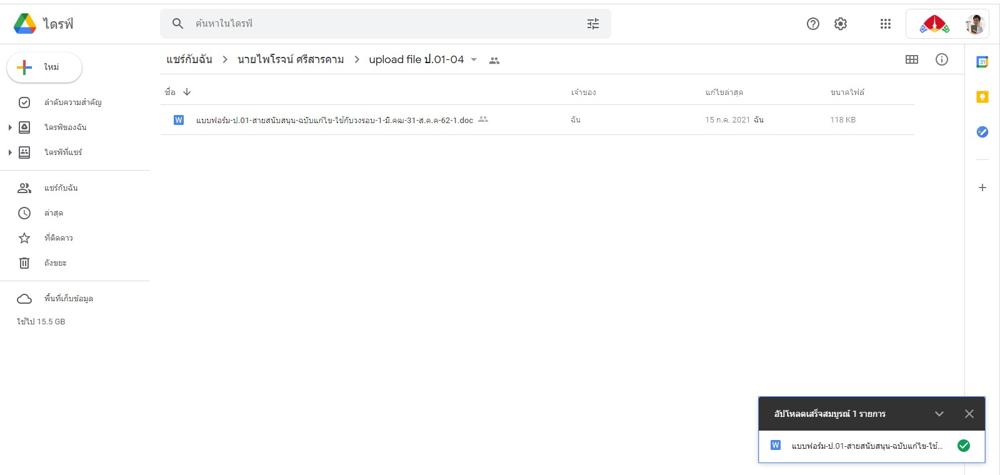 ไดรฟ์
ค้นหาในไดรฟ์
ใหม่
ลำดับความสำคัญ
ไดรฟ์ของฉัน
ไดรฟ์ที่แชร์
แชร์กับฉัน
ล่าสุด
ที่ติดดาว
ถังขยะ
พื้นที่เก็บข้อมูล
ใช้ไป 15.5 GB
แชร์กับฉัน > นายไพโรจน์ ศรีสารคาม > upload file ป.01-04
ชื่อ เจ้าของ แก้ไขล่าสุด ขนาดไฟล์
W แบบฟอร์ม-ป.01-สายสนับสนุน-ฉบับแก้ไข-ใช้กับวงรอบ-1-มี.คฒ-31-ส.ค.ค-62-1.doc ฉัน 15 ก.ค. 2021 ฉัน 118 KB
31
อัปโหลดเสร็จสมบูรณ์ 1 รายการ
W แบบฟอร์ม-ป.01-สายสนับสนุน-ฉบับแก้ไข-ใช้...